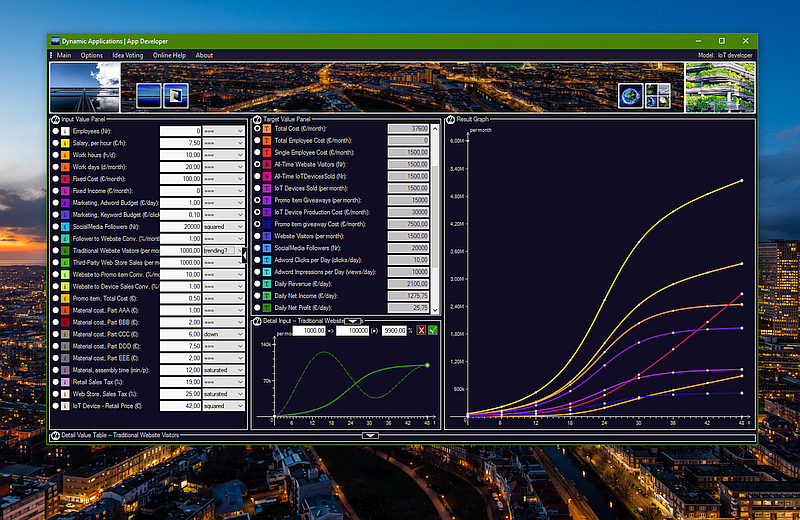 Dynamic Applications | App Developer
Main Options Idea Voting Online Help About
Model: IoT developer
Input Value Panel
Employees (Nr): 0 ===
Salary, per hour (€/h): 7,50 ===
Work hours (h/d): 10,00 ===
Work days (d/month): 20,00 ===
Fixed Cost (€/month): 100,00 ===
Fixed Income (€/month): 0 ===
Marketing, Adword Budget (€/day): 1,00 ===
Marketing, Keyword Budget (€/click) 0,10 ===
SocialMedia Followers (Nr): 20000 squared
Follower to Website Conv. (%/mont 1,00 ===
Traditional Website Visitors (per mor 1000,00 trending?
Third-Party Web Store Sales (per mo 1000,00 ===
Website to Promo item Conv. (%/m 10,00 ===
Website to Device Sales Conv. (%/m 1,00 ===
Promo item, Total Cost (€): 0,50 ===
Material cost, Part AAA (€): 1,00 ===
Material cost, Part BBB (€): 2,00 ===
Material cost, Part CCC (€): 6,00 down
Material cost, Part DDD (€): 7,50 ===
Material cost, Part EEE (€): 2,00 ===
Material, assembly time (min/p): 12,00 saturated
Retail Sales Tax (%): 19,00 ===
Web Store, Sales Tax (%): 25,00 saturated
IoT Device - Retail Price (€): 42,00 squared
Target Value Panel
Total Cost (€/month): 37600
Total Employee Cost (€/month): 0
Single Employee Cost (€/month): 1500,00
All-Time Website Visitors (Nr): 1500,00
All-Time IoTDevicesSold (Nr): 1500,00
IoT Devices Sold (per month): 1500,00
Promo item Giveaways (per month): 15000
IoT Device Production Cost (€/month): 30000
Promo item giveaway Cost (€/month): 7500,00
Website Visitors (per month): 1500,00
SocialMedia Followers (Nr): 20000
Adword Clicks per Day (clicks/day): 10,00
Adword Impressions per Day (views/day): 10000
Daily Revenue (€/day): 2100,00
Daily Net Income (€/day): 1275,75
Daily Net Profit (€/day): 25,75
Detail Input – Traditional Website
per mo 1000,00 => 100000 (+) 9900,00 % X
140k
70k
0 6 12 18 24 30 36 42 48 t
Result Graph
per month
6,00M
3,40M
4,20M
3,60M
3,00M
2,40M
1,80M
1,20M
600k
0 6 12 18 24 30 36 42 48 t
Detail Value Table – Traditional Website Visitors